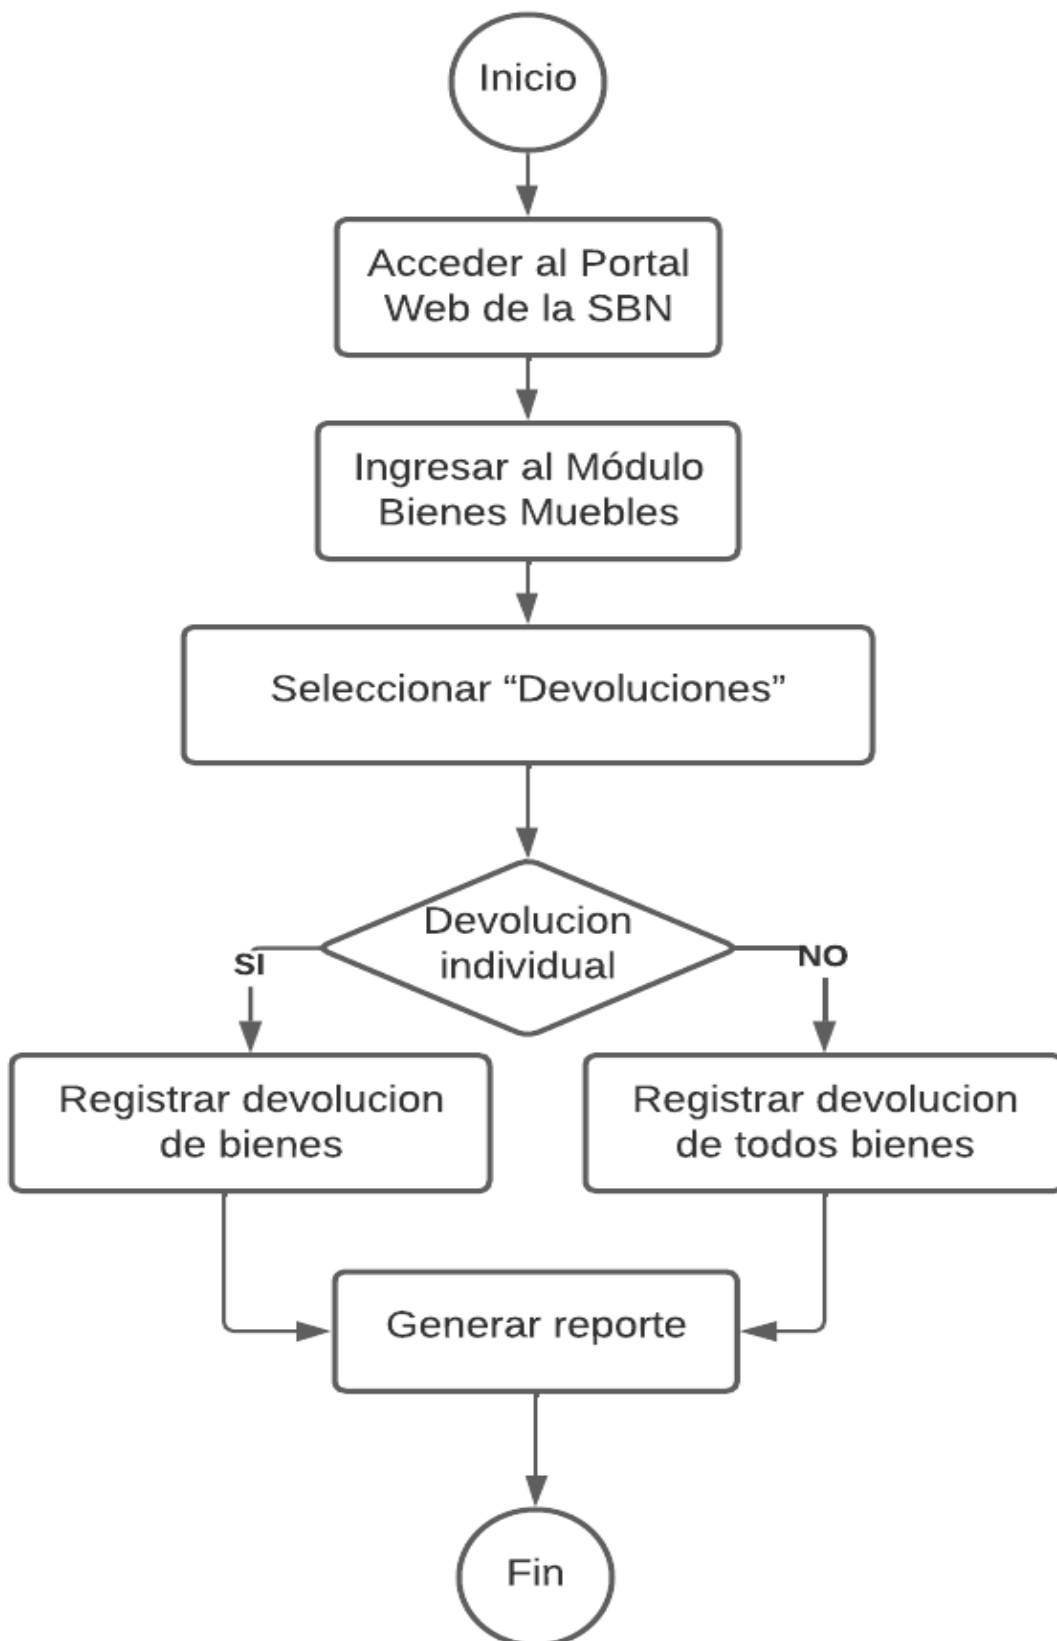 Inicio
Acceder al Portal
Web de la SBN
Ingresar al Módulo
Bienes Muebles
Seleccionar “Devoluciones”
Devolucion
individual
SI
NO
Registrar devolucion
de bienes
Registrar devolucion
de todos bienes
Generar reporte
Fin